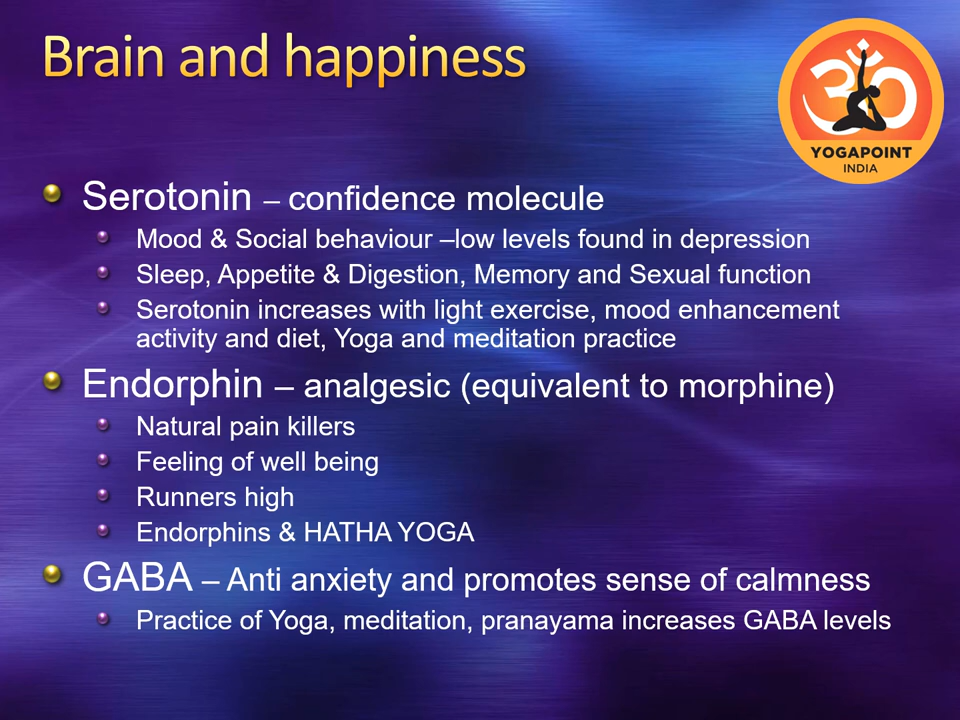 Brain and happiness
YOGAPOINT
INDIA
Serotonin – confidence molecule
Mood & Social behaviour –low levels found in depression
Sleep, Appetite & Digestion, Memory and Sexual function
Serotonin increases with light exercise, mood enhancement
activity and diet, Yoga and meditation practice
Endorphin – analgesic (equivalent to morphine)
Natural pain killers
Feeling of well being
Runners high
Endorphins & HATHA YOGA
GABA – Anti anxiety and promotes sense of calmness
Practice of Yoga, meditation, pranayama increases GABA levels